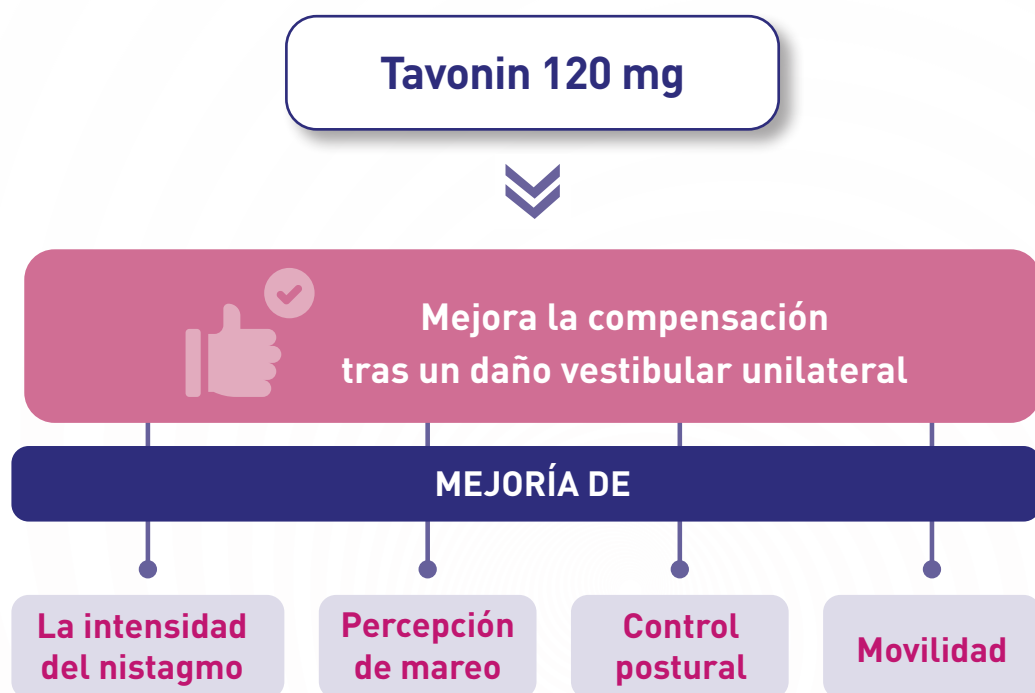 Tavonin 120 mg
Mejora la compensación
tras un daño vestibular unilateral
MEJORÍA DE
La intensidad
del nistagmo
Percepción
de mareo
Control
postural
Movilidad